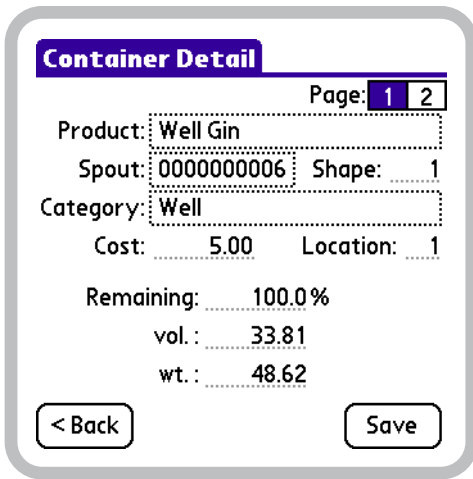 Container Detail
Page: 1 2
Product: Well Gin
Spout: 0000000006 Shape: 1
Category: Well
Cost: 5.00 Location: 1
Remaining: 100.0%
vol. : 33.81
wt. : 48.62
< Back Save